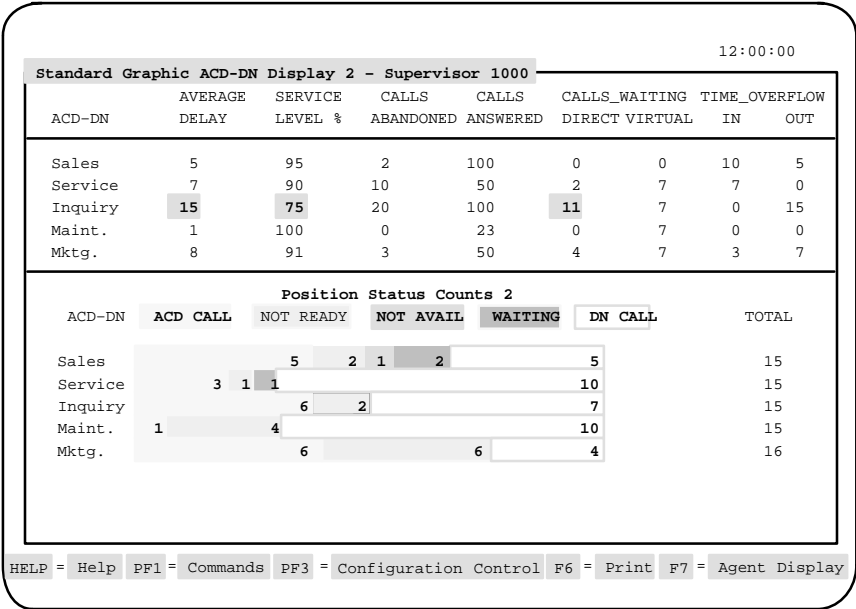 12:00:00
Standard Graphic ACD-DN Display 2 – Supervisor 1000
AVERAGE SERVICE CALLS CALLS CALLS_WAITING TIME_OVERFLOW
ACD-DN DELAY LEVEL % ABANDONED ANSWERED DIRECT VIRTUAL IN OUT
Sales 5 95 2 100 0 0 10 5
Service 7 90 10 50 2 7 7 0
Inquiry 15 75 20 100 11 7 0 15
Maint. 1 100 0 23 0 7 0 0
Mktg. 8 91 3 50 4 7 3 7
Position Status Counts 2
ACD-DN ACD CALL NOT READY NOT AVAIL WAITING DN CALL TOTAL
Sales 5 2 1 2 5 15
Service 3 1 1 10 15
Inquiry 6 2 7 15
Maint. 1 4 10 15
Mktg. 6 6 4 16
HELP = Help PF1 = Commands PF3 = Configuration Control F6 = Print F7 = Agent Display